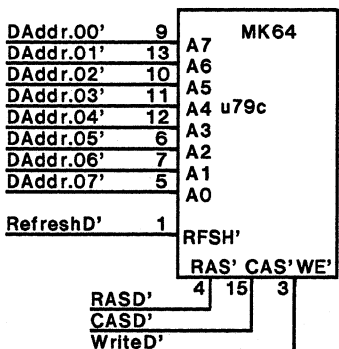 MK64
DAddr.00' 9 A7
DAddr.01' 13 A6
DAddr.02' 10 A5
DAddr.03' 11 A4 u79c
DAddr.04' 12 A3
DAddr.05' 6 A2
DAddr.06' 7 A1
DAddr.07' 5 A0
RefreshD' 1 RFSH'
RAS' CAS' WE'
4 15 3
RASD'
CASD'
WriteD'